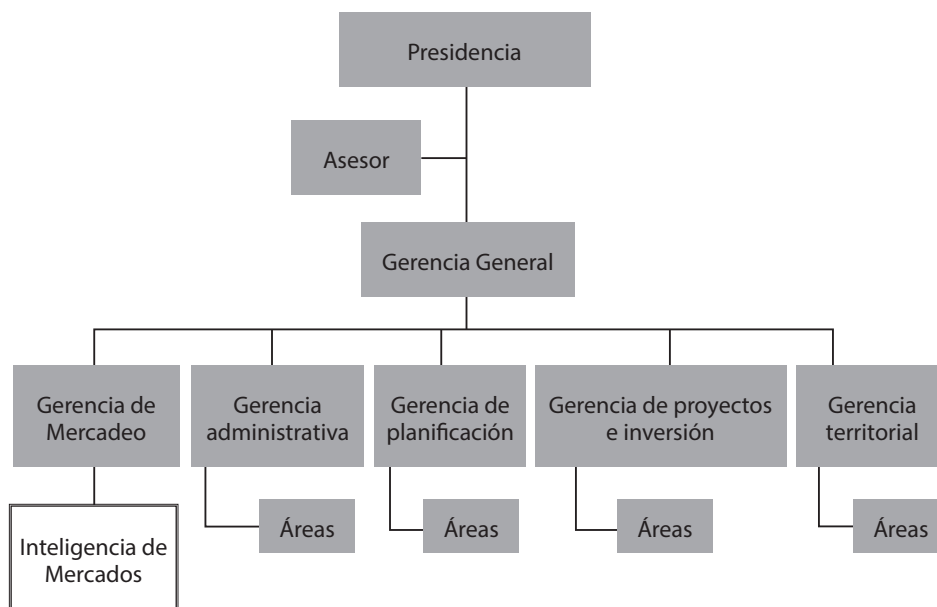 Presidencia
Asesor
Gerencia General
Gerencia de
Mercadeo
Gerencia
administrativa
Gerencia de
planificación
Gerencia de proyectos
e inversión
Gerencia
territorial
Inteligencia de
Mercados
Áreas
Áreas
Áreas
Áreas